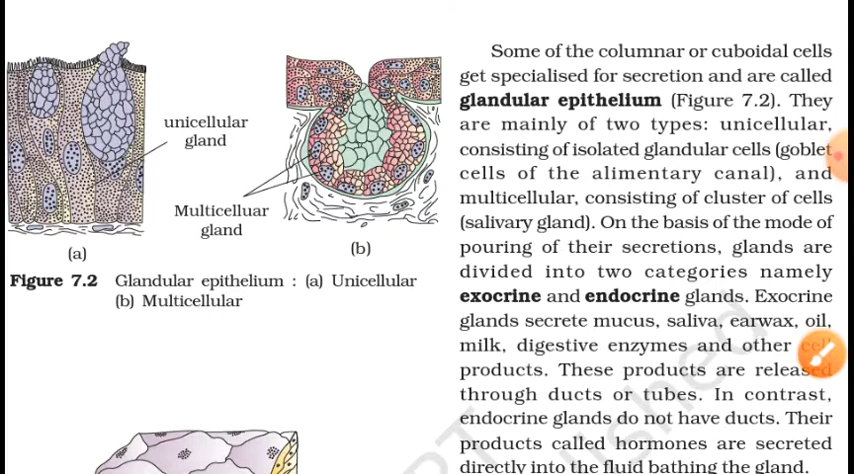 unicellular
gland
Multicelluar
gland
(a)
(b)
Figure 7.2 Glandular epithelium : (a) Unicellular
(b) Multicellular
Some of the columnar or cuboidal cells
get specialised for secretion and are called
glandular epithelium (Figure 7.2). They
are mainly of two types: unicellular,
consisting of isolated glandular cells (goblet
cells of the alimentary canal), and
multicellular, consisting of cluster of cells
(salivary gland). On the basis of the mode of
pouring of their secretions, glands are
divided into two categories namely
exocrine and endocrine glands. Exocrine
glands secrete mucus, saliva, earwax, oil,
milk, digestive enzymes and other cell
products. These products are released
through ducts or tubes. In contrast,
endocrine glands do not have ducts. Their
products called hormones are secreted
directly into the fluid bathing the gland.